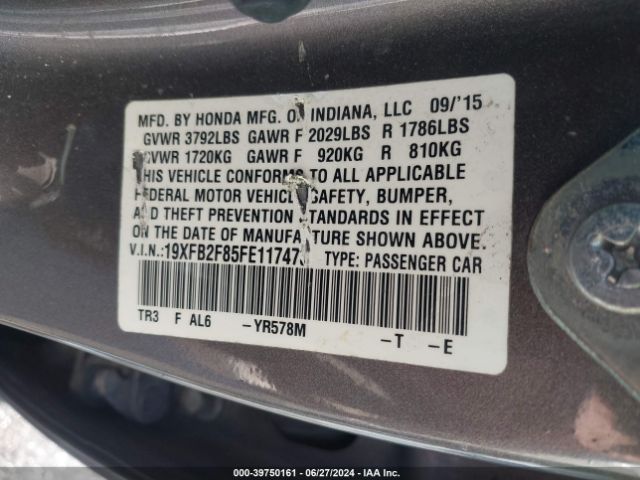 MFD. BY HONDA MFG. OF INDIANA, LLC 09/'15
GVWR 3792LBS GAWR F 2029LBS R 1786LBS
GVWR 1720KG GAWR F 920KG R 810KG
THIS VEHICLE CONFORMS TO ALL APPLICABLE
FEDERAL MOTOR VEHICLE SAFETY, BUMPER,
AND THEFT PREVENTION STANDARDS IN EFFECT
ON THE DATE OF MANUFACTURE SHOWN ABOVE.
V.I.N.: TYPE: PASSENGER CAR
TR3 F AL6 -YR578M -T -E
000-39750161 | 06/27/2024 | IAA Inc.